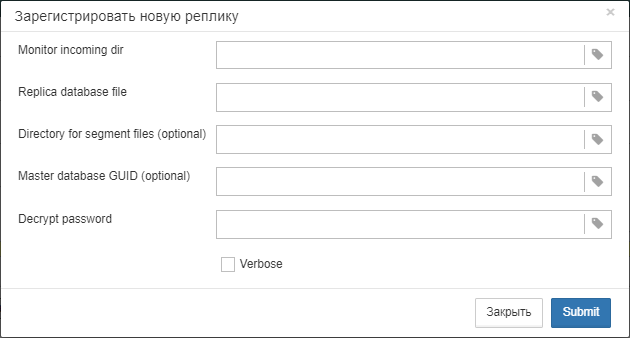 Зарегистрировать новую реплику
×
Monitor incoming dir
Replica database file
Directory for segment files (optional)
Master database GUID (optional)
Decrypt password
Verbose
Закрыть Submit